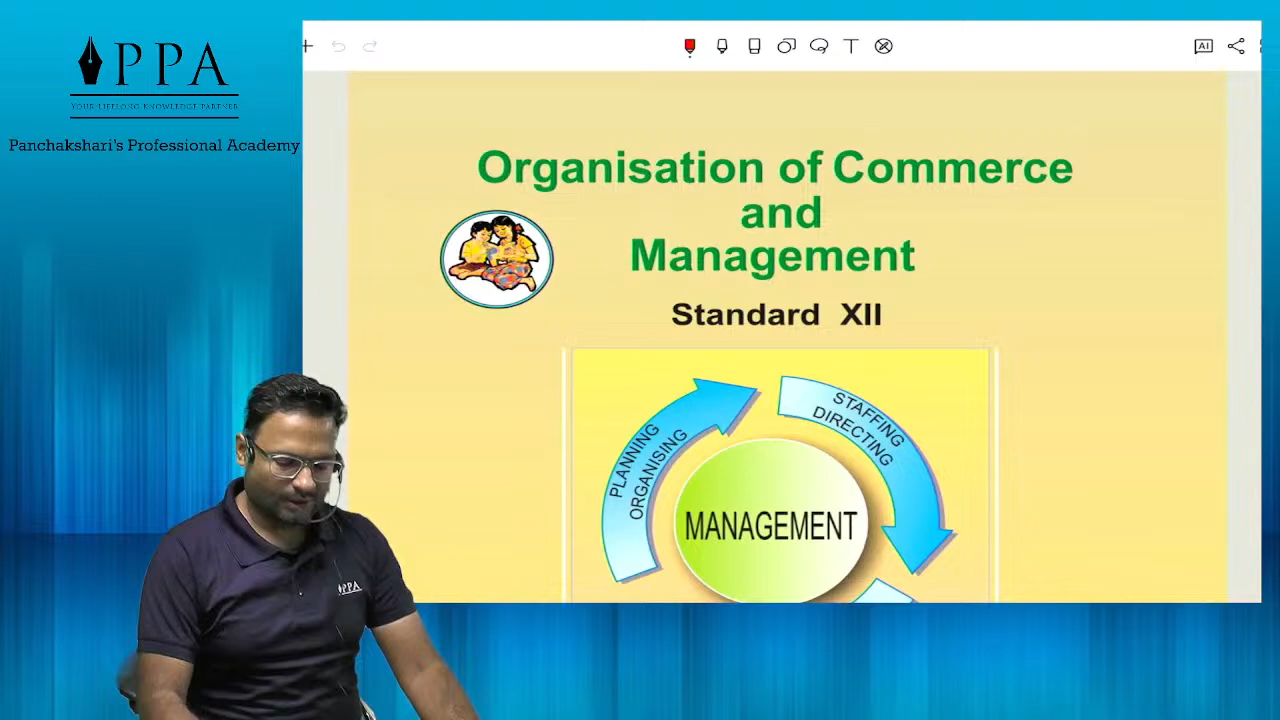 PPA
YOUR LIFELONG KNOWLEDGE PARTNER
Panchakshari's Professional Academy
T
AI
Organisation of Commerce
and
Management
Standard XII
PLANNING
ORGANISING
STAFFING
DIRECTING
MANAGEMENT
PPA